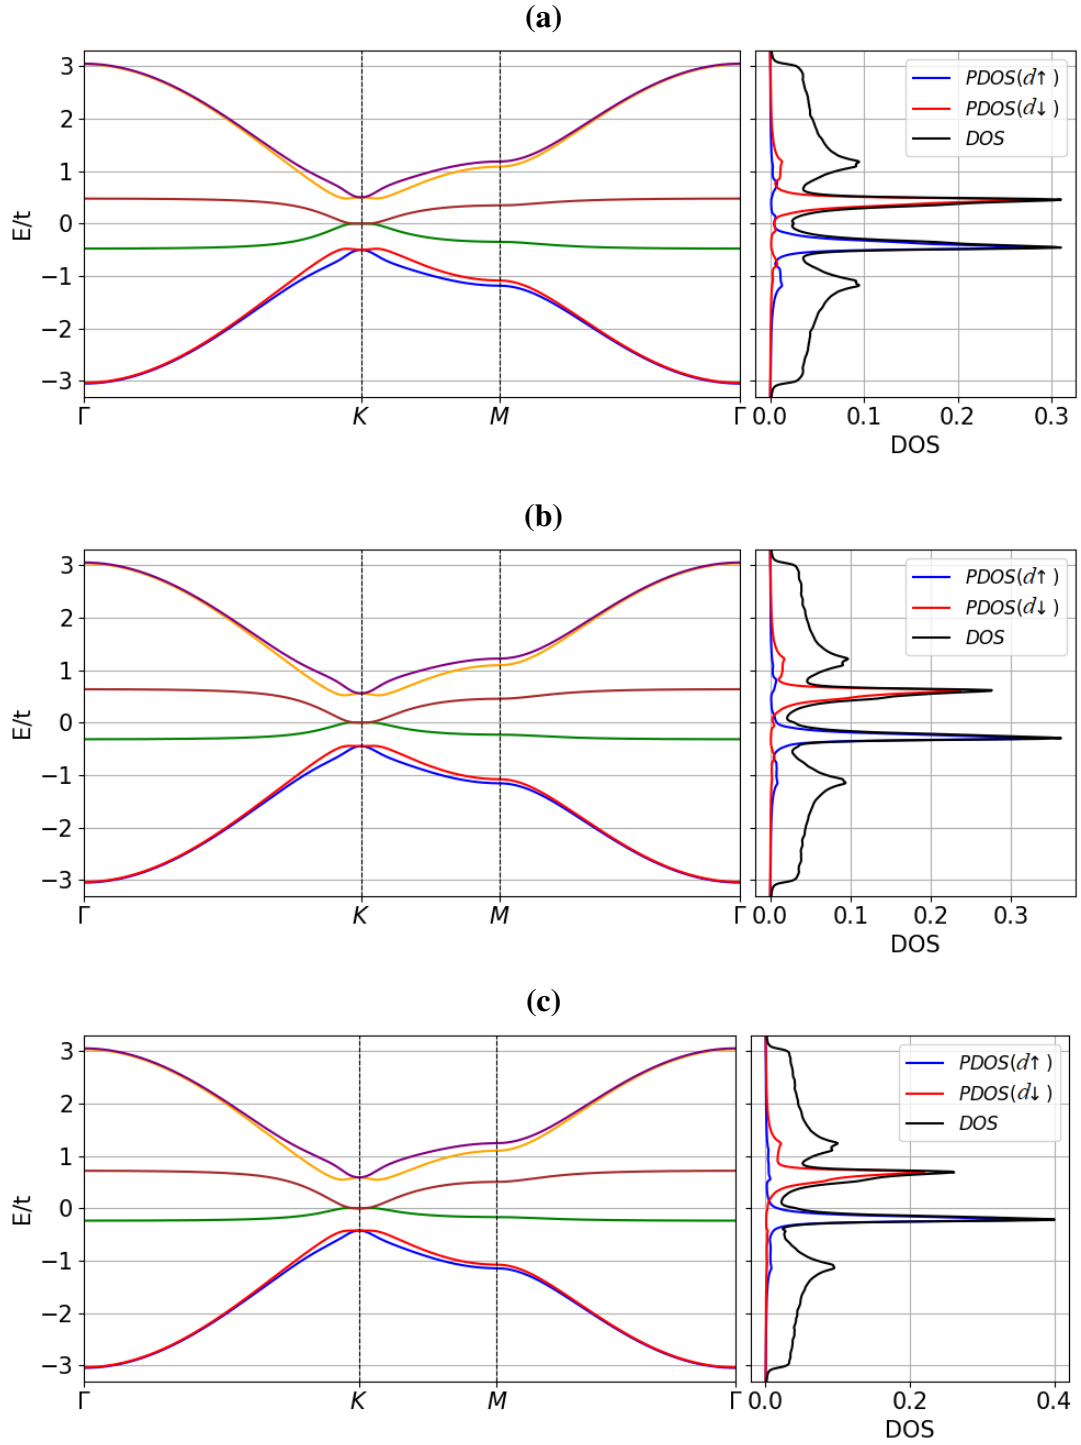 (a)
3
2
1
0
−1
−2
−3
E/t
Γ
K
M
Γ
PDOS(d↑)
PDOS(d↓)
DOS
0.0
0.1
0.2
0.3
DOS
(b)
3
2
1
0
−1
−2
−3
E/t
Γ
K
M
Γ
PDOS(d↑)
PDOS(d↓)
DOS
0.0
0.1
0.2
0.3
DOS
(c)
3
2
1
0
−1
−2
−3
E/t
Γ
K
M
Γ
PDOS(d↑)
PDOS(d↓)
DOS
0.0
0.2
0.4
DOS